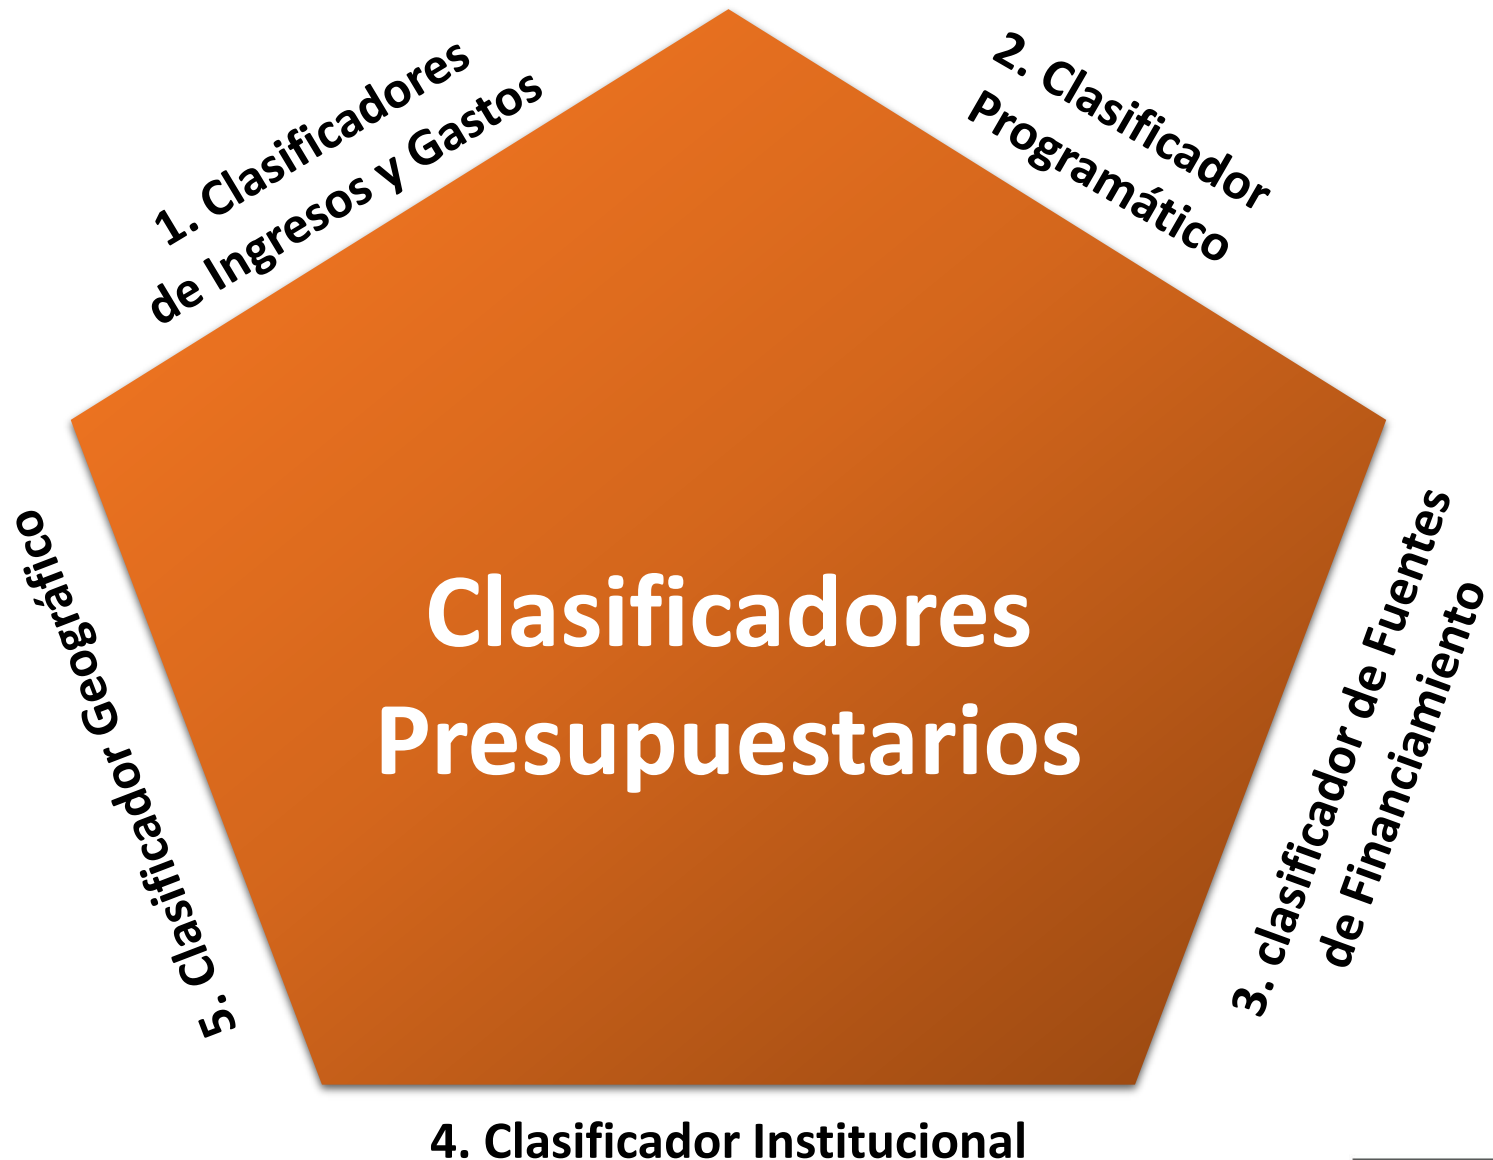 1. Clasificadores
de Ingresos y Gastos
2. Clasificador
Programático
3. clasificador de Fuentes
de Financiamiento
4. Clasificador Institucional
5. Clasificador Geográfico
Clasificadores
Presupuestarios